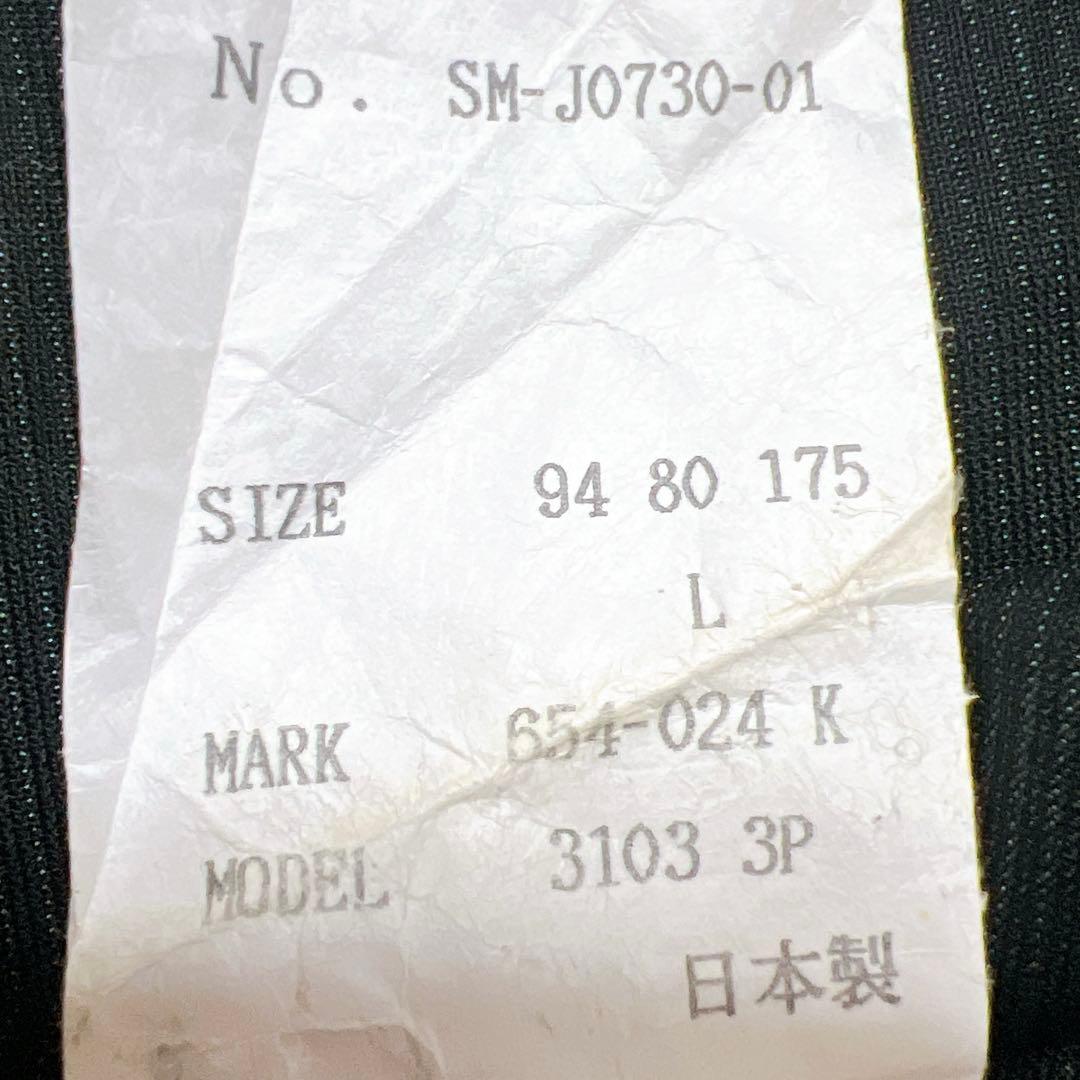 No. SM-J0730-01
SIZE 94 80 175
L
MARK 654-024 K
MODEL 3103 3P
日本製